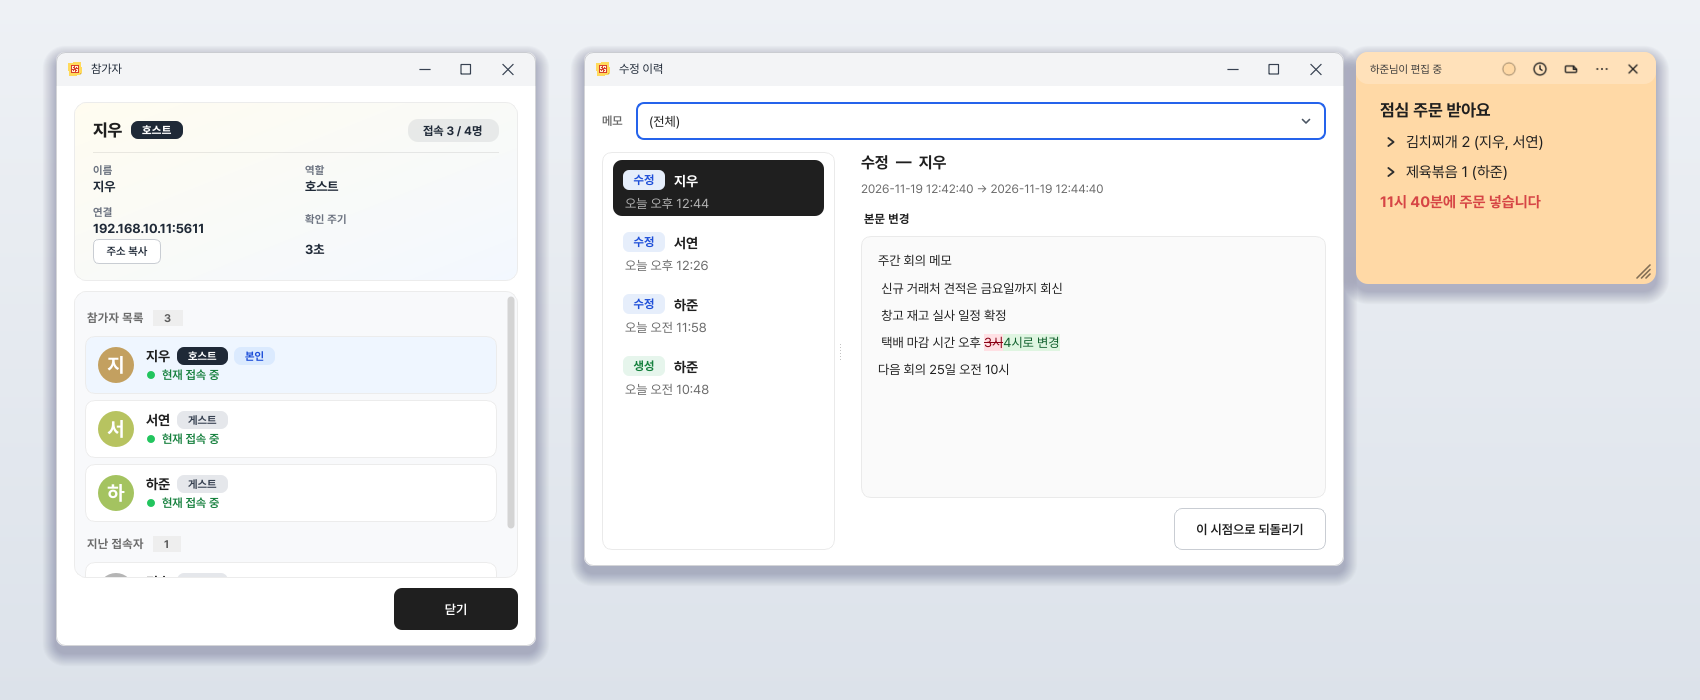 참가자
지우 호스트
접속 3 / 4명
이름
지우
역할
호스트
연결
192.168.10.11:5611
주소 복사
확인 주기
3초
참가자 목록 3
지
지우 호스트 본인
현재 접속 중
서
서연 게스트
현재 접속 중
하
하준 게스트
현재 접속 중
지난 접속자 1
닫기
수정 이력
메모
(전체)
수정 지우
오늘 오후 12:44
수정 서연
오늘 오후 12:26
수정 하준
오늘 오전 11:58
생성 하준
오늘 오전 10:48
수정 — 지우
2026-11-19 12:42:40 → 2026-11-19 12:44:40
본문 변경
주간 회의 메모
신규 거래처 견적은 금요일까지 회신
창고 재고 실사 일정 확정
택배 마감 시간 오후 3시4시로 변경
다음 회의 25일 오전 10시
이 시점으로 되돌리기
하준님이 편집 중
점심 주문 받아요
김치찌개 2 (지우, 서연)
제육볶음 1 (하준)
11시 40분에 주문 넣습니다